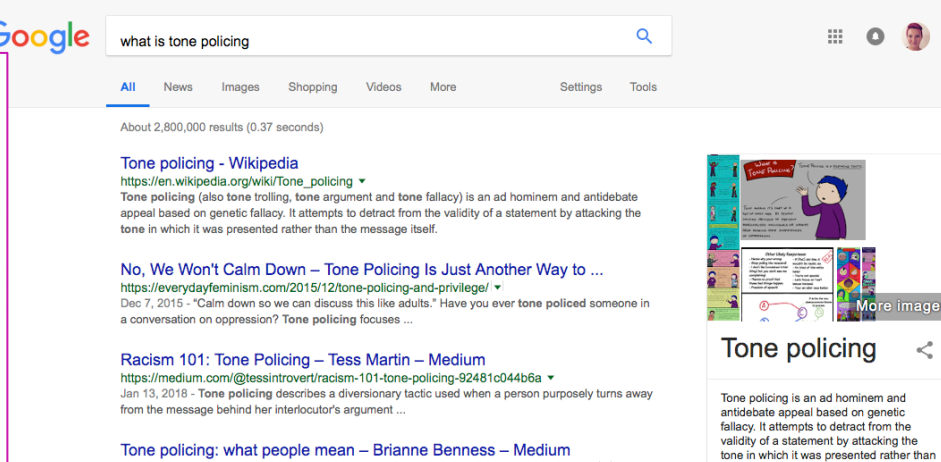 Google
what is tone policing
All News Images Shopping Videos More Settings Tools
About 2,800,000 results (0.37 seconds)
Tone policing - Wikipedia
https://en.wikipedia.org/wiki/Tone_policing
Tone policing (also tone trolling, tone argument and tone fallacy) is an ad hominem and antidebate
appeal based on genetic fallacy. It attempts to detract from the validity of a statement by attacking the
tone in which it was presented rather than the message itself.
No, We Won't Calm Down – Tone Policing Is Just Another Way to ...
https://everydayfeminism.com/2015/12/tone-policing-and-privilege/
Dec 7, 2015 - “Calm down so we can discuss this like adults.” Have you ever tone policed someone in
a conversation on oppression? Tone policing focuses ...
Racism 101: Tone Policing – Tess Martin – Medium
https://medium.com/@tessintrovert/racism-101-tone-policing-92481c044b6a
Jan 13, 2018 - Tone policing describes a diversionary tactic used when a person purposely turns away
from the message behind her interlocutor's argument ...
Tone policing: what people mean – Brianne Benness – Medium
What is
Tone Policing?
More image
Tone policing
Tone policing is an ad hominem and
antidebate appeal based on genetic
fallacy. It attempts to detract from the
validity of a statement by attacking the
tone in which it was presented rather than